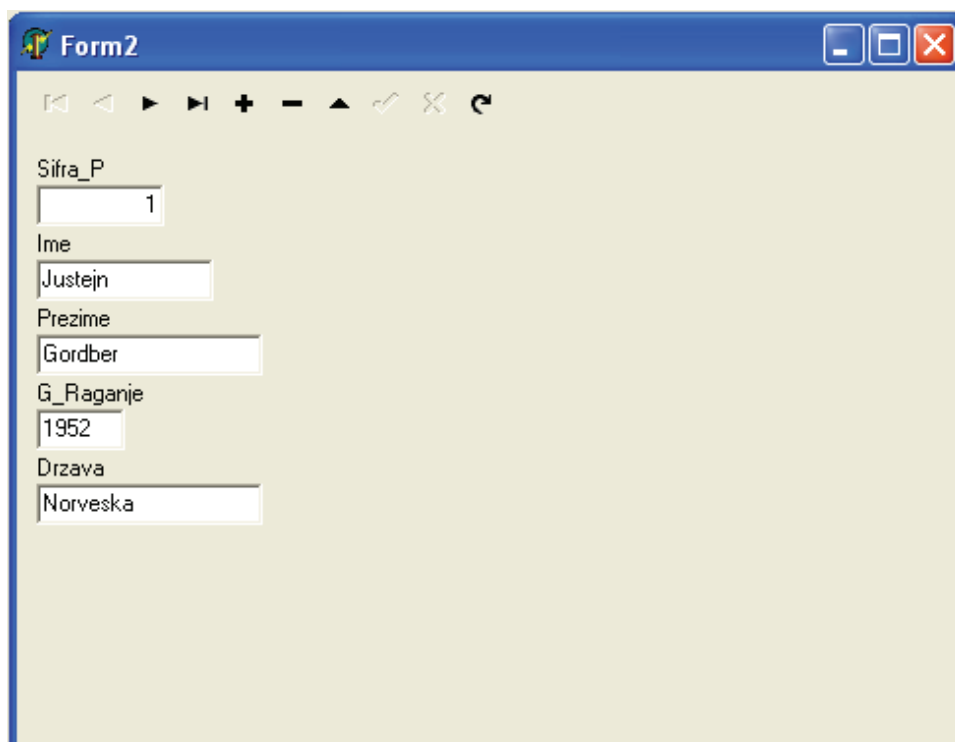 Form2
Sifra_P
1
Ime
Justejn
Prezime
Gordber
G_Raganje
1952
Drzava
Norveska